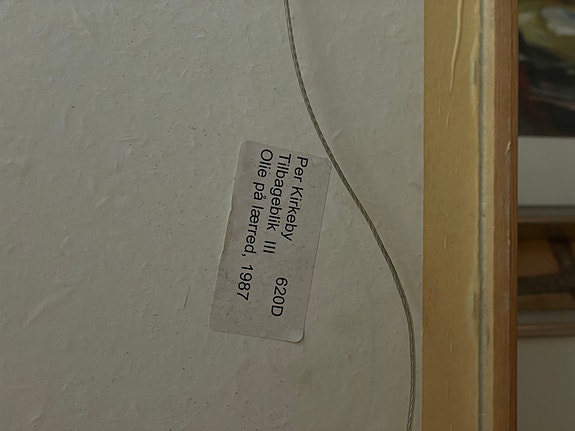 Per Kirkeby
Tilbageblik III 620D
Olie på lærred, 1987